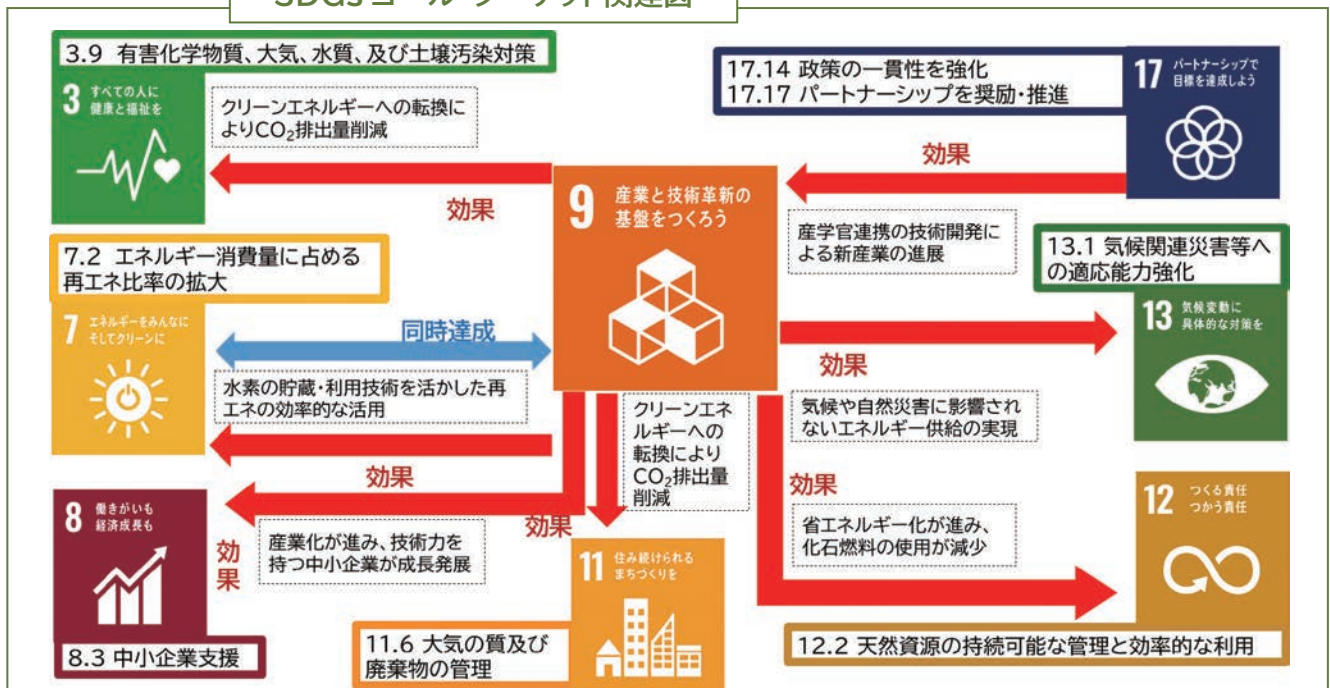 SDGs ゴール・ターゲット関連図
3.9 有害化学物質、大気、水質、及び土壌汚染対策
3 すべての人に
健康と福祉を
クリーンエネルギーへの転換に
よりCO₂排出量削減
効果
17.14 政策の一貫性を強化
17.17 パートナーシップを奨励・推進
17 パートナーシップで
目標を達成しよう
効果
9 産業と技術革新の
基盤をつくろう
産学官連携の技術開発に
よる新産業の進展
7.2 エネルギー消費量に占める
再エネ比率の拡大
7 エネルギーをみんなに
そしてクリーンに
同時達成
水素の貯蔵・利用技術を活かした再
エネの効率的な活用
効果
13.1 気候関連災害等へ
の適応能力強化
13 気候変動に
具体的な対策を
効果
気候や自然災害に影響され
ないエネルギー供給の実現
クリーンエネ
ルギーへの
転換により
CO₂排出量
削減
効果
8 働きがいも
経済成長も
効果
産業化が進み、技術力を
持つ中小企業が成長発展
8.3 中小企業支援
11 住み続けられる
まちづくりを
11.6 大気の質及び
廃棄物の管理
効果
省エネルギー化が進み、
化石燃料の使用が減少
12 つくる責任
つかう責任
12.2 天然資源の持続可能な管理と効率的な利用